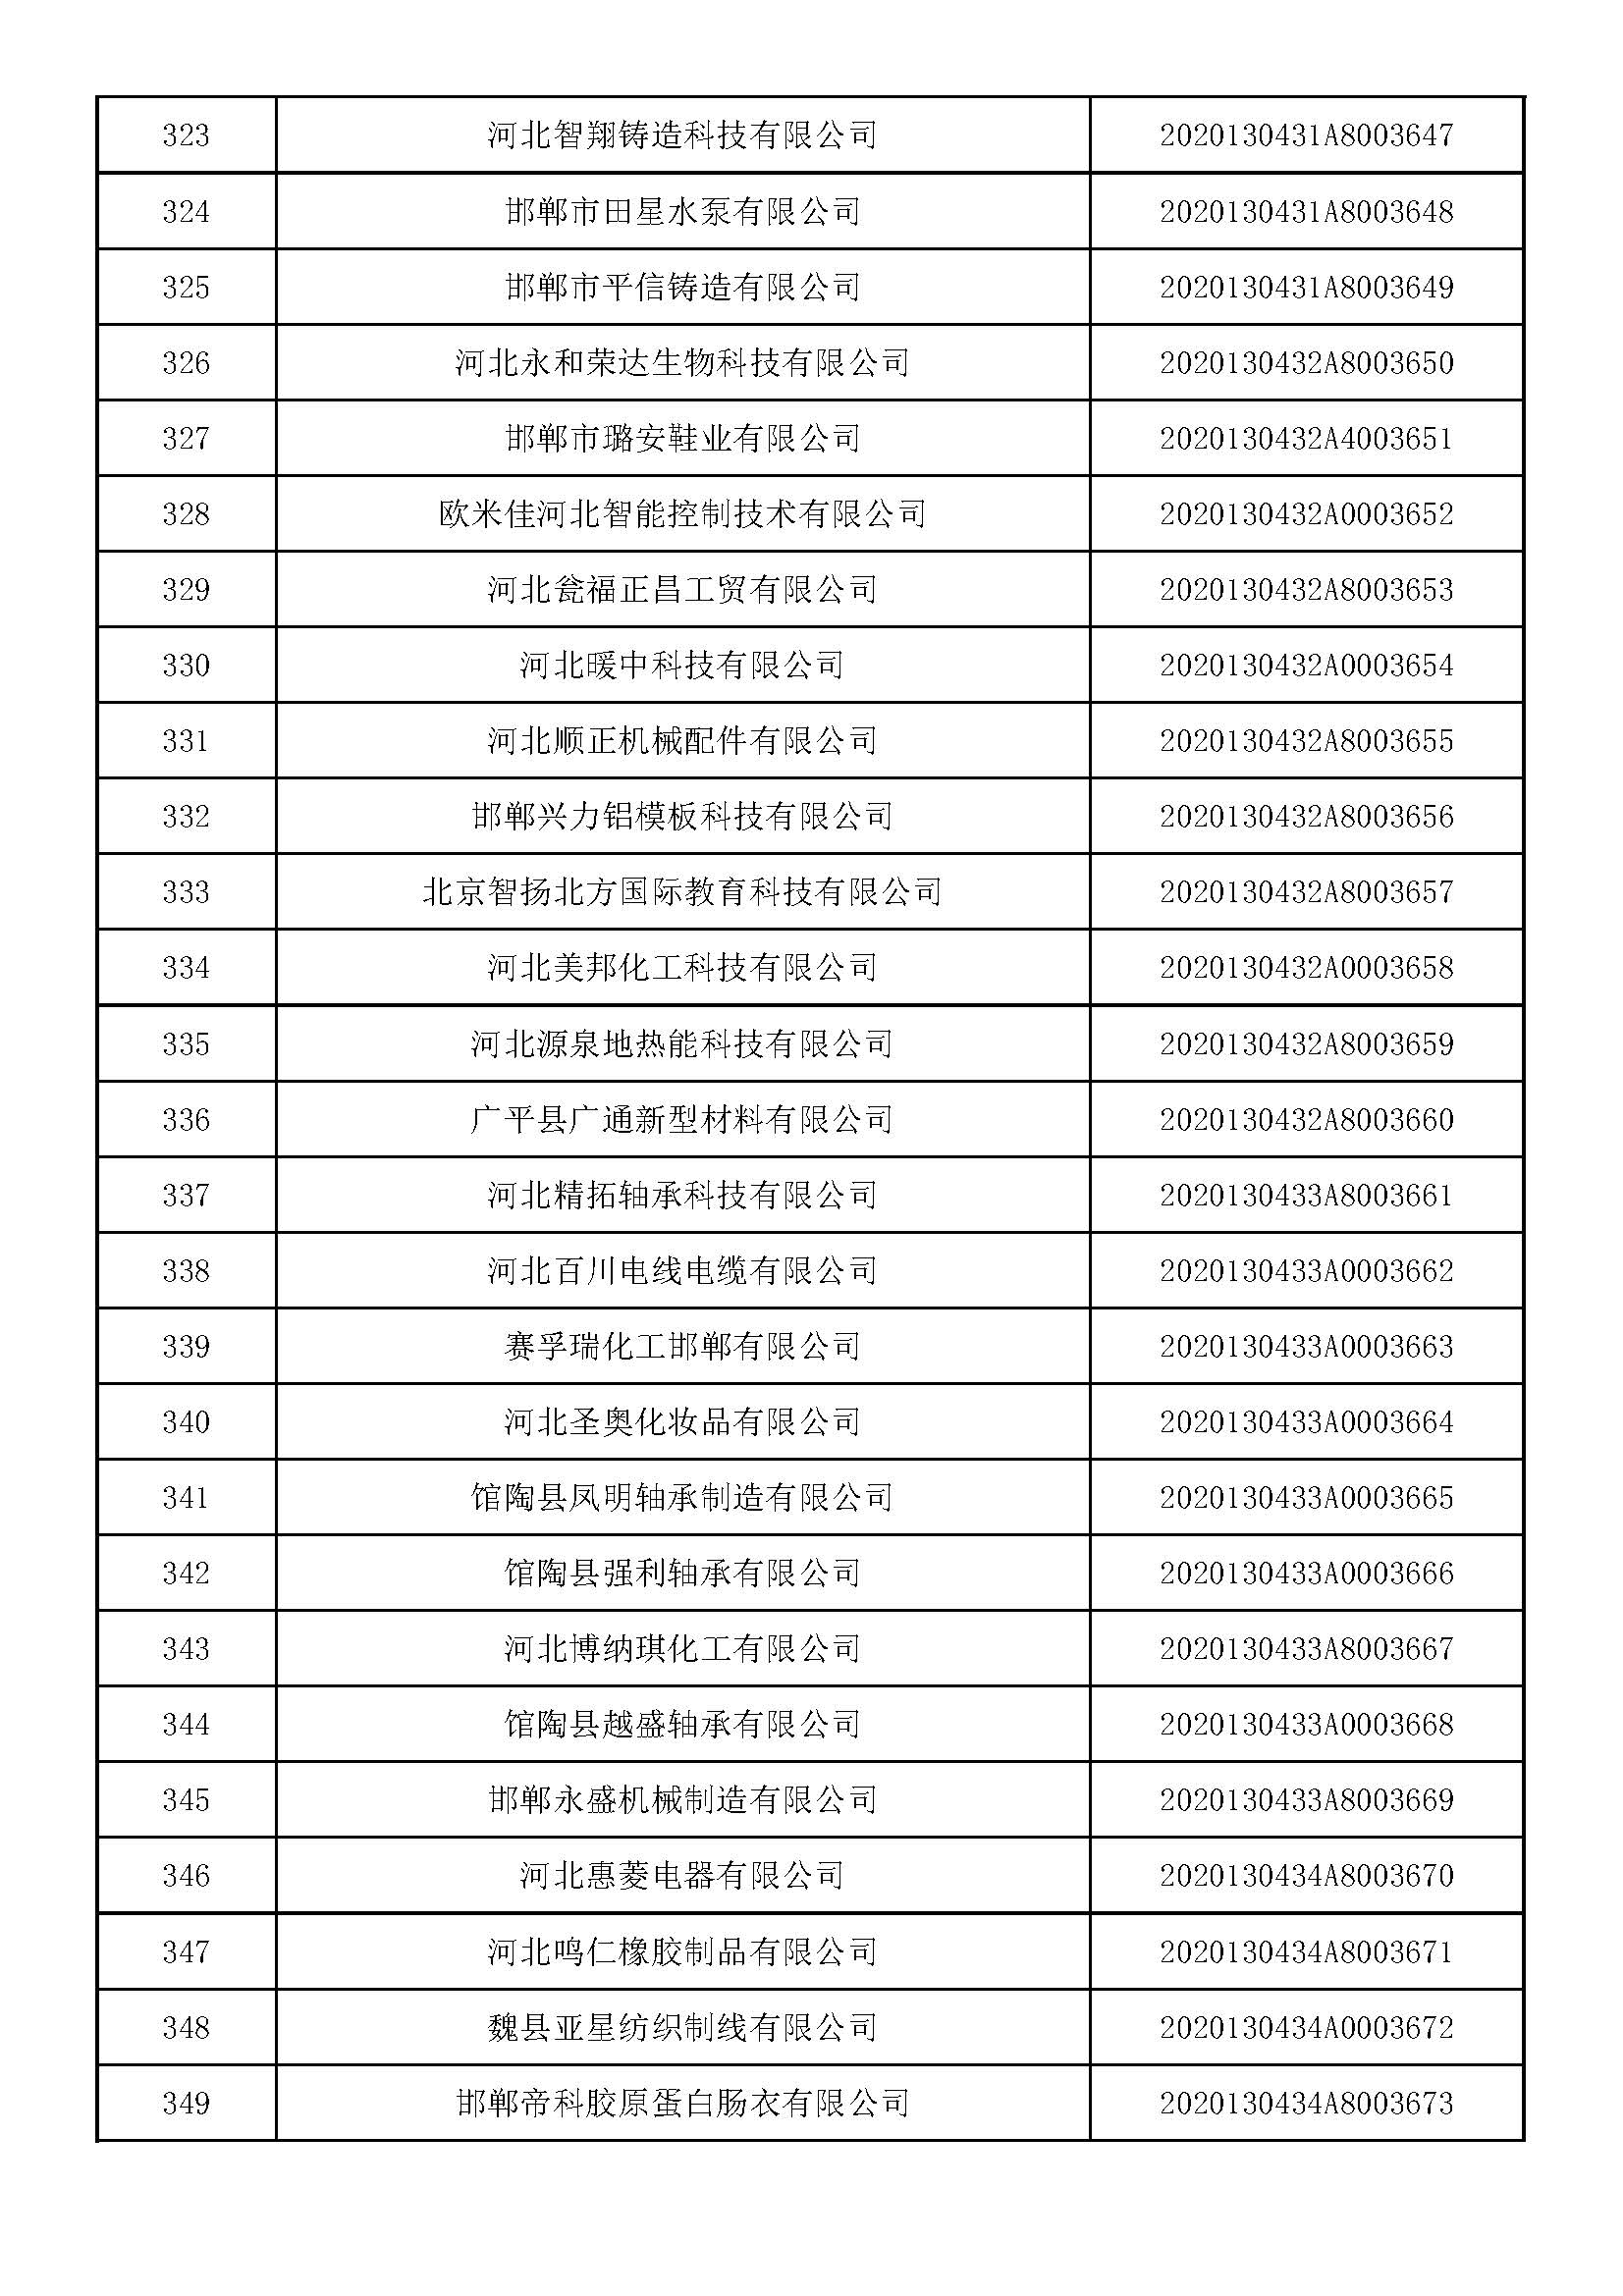 323 河北智翔铸造科技有限公司 2020130431A8003647
324 邯郸市田星水泵有限公司 2020130431A8003648
325 邯郸市平信铸造有限公司 2020130431A8003649
326 河北永和荣达生物科技有限公司 2020130432A8003650
327 邯郸市璐安鞋业有限公司 2020130432A4003651
328 欧米佳河北智能控制技术有限公司 2020130432A0003652
329 河北瓮福正昌工贸有限公司 2020130432A8003653
330 河北暖中科技有限公司 2020130432A0003654
331 河北顺正机械配件有限公司 2020130432A8003655
332 邯郸兴力铝模板科技有限公司 2020130432A8003656
333 北京智扬北方国际教育科技有限公司 2020130432A8003657
334 河北美邦化工科技有限公司 2020130432A0003658
335 河北源泉地热能科技有限公司 2020130432A8003659
336 广平县广通新型材料有限公司 2020130432A8003660
337 河北精拓轴承科技有限公司 2020130433A8003661
338 河北百川电线电缆有限公司 2020130433A0003662
339 赛孚瑞化工邯郸有限公司 2020130433A0003663
340 河北圣奥化妆品有限公司 2020130433A0003664
341 馆陶县凤明轴承制造有限公司 2020130433A0003665
342 馆陶县强利轴承有限公司 2020130433A0003666
343 河北博纳琪化工有限公司 2020130433A8003667
344 馆陶县越盛轴承有限公司 2020130433A0003668
345 邯郸永盛机械制造有限公司 2020130433A8003669
346 河北惠菱电器有限公司 2020130434A8003670
347 河北鸣仁橡胶制品有限公司 2020130434A8003671
348 魏县亚星纺织制线有限公司 2020130434A0003672
349 邯郸帝科胶原蛋白肠衣有限公司 2020130434A8003673